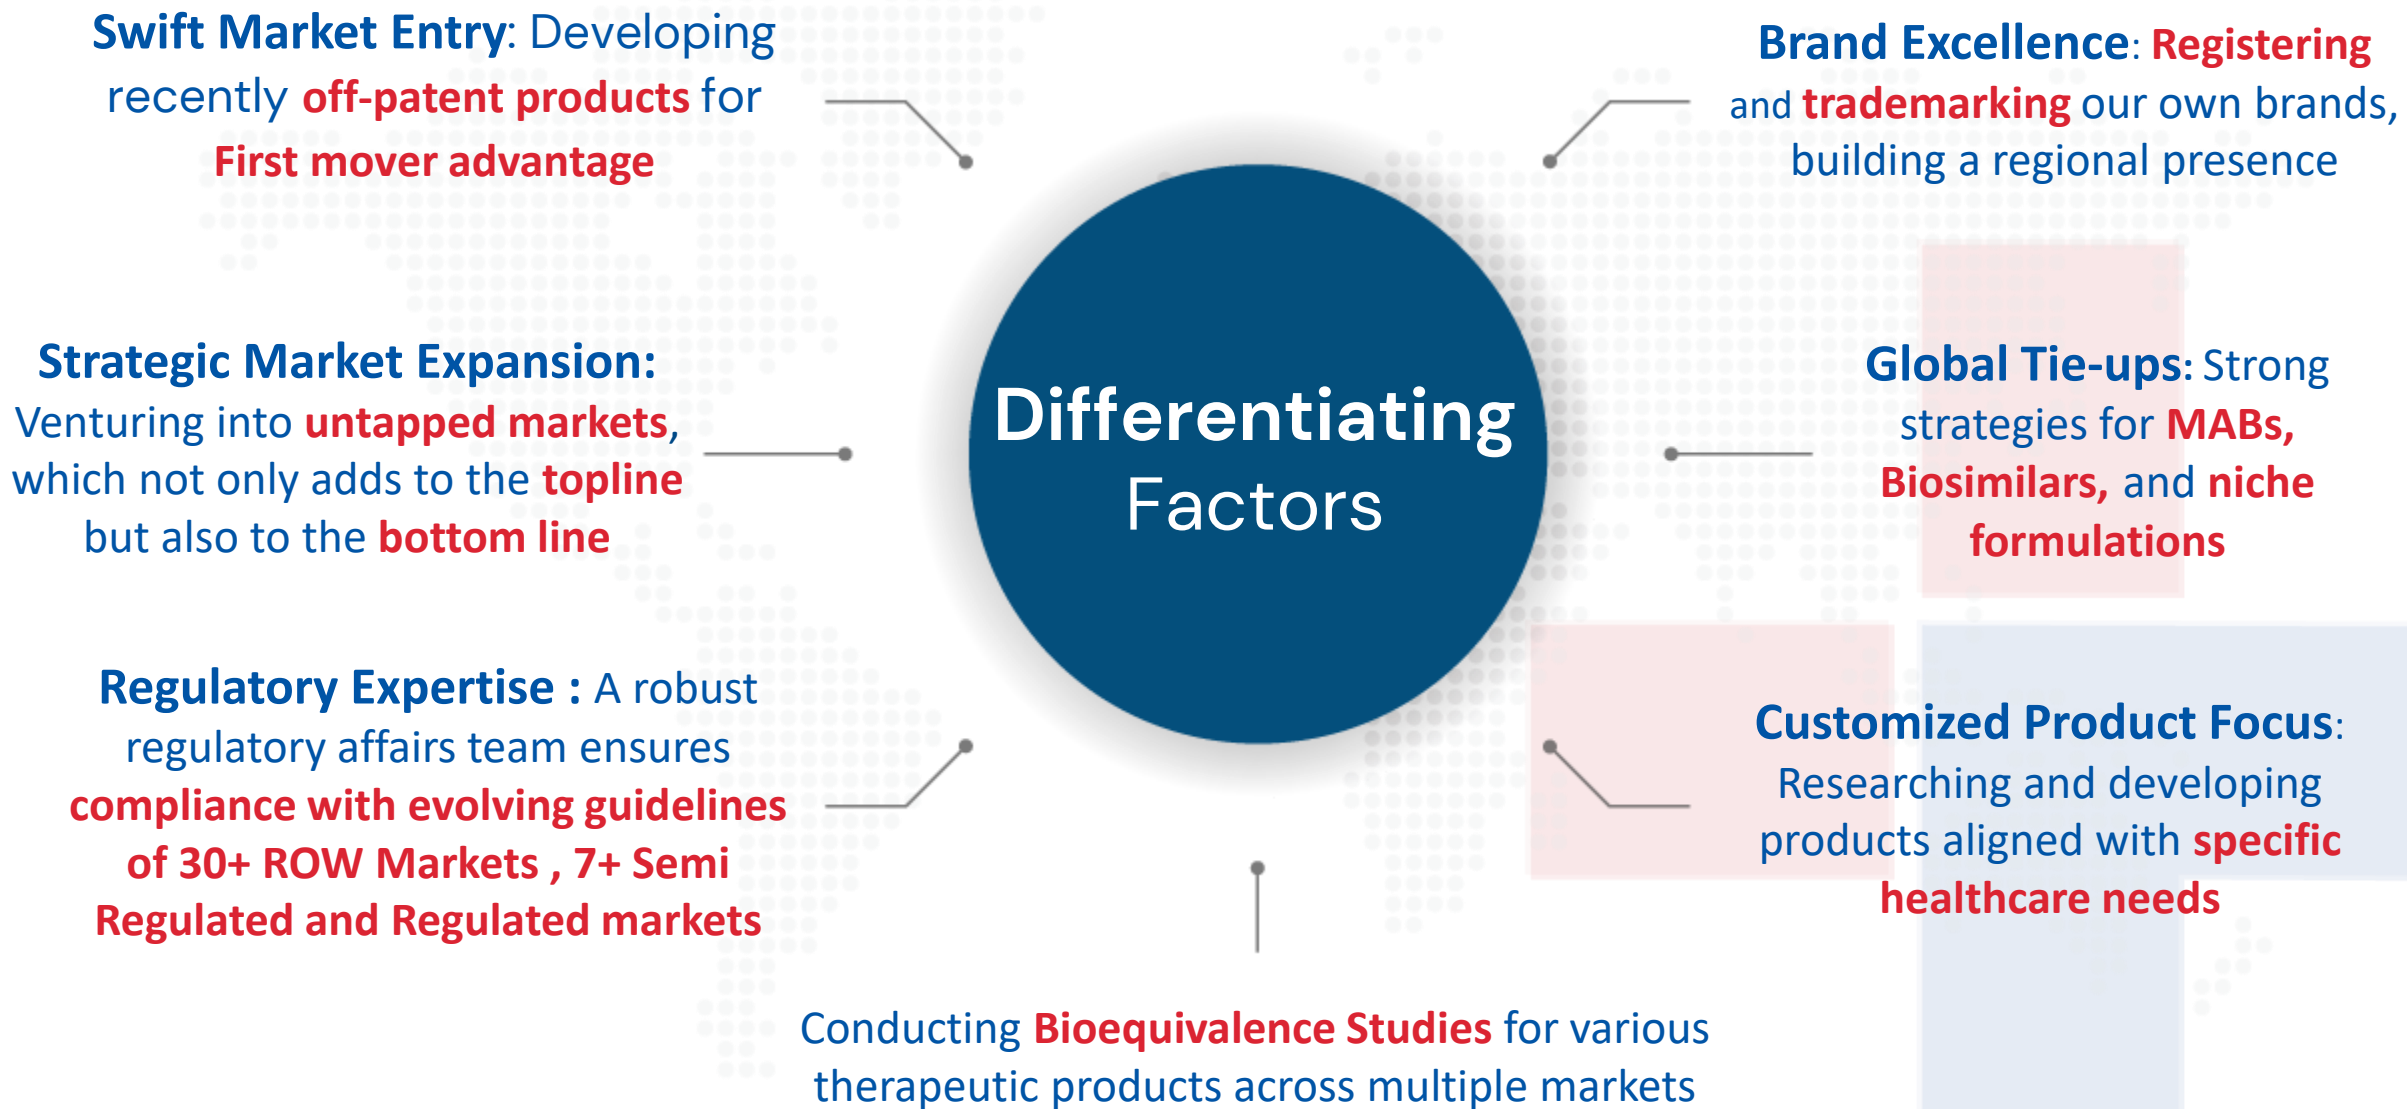 Swift Market Entry: Developing
recently off-patent products for
First mover advantage
Strategic Market Expansion:
Venturing into untapped markets,
which not only adds to the topline
but also to the bottom line
Regulatory Expertise : A robust
regulatory affairs team ensures
compliance with evolving guidelines
of 30+ ROW Markets , 7+ Semi
Regulated and Regulated markets
Differentiating
Factors
Brand Excellence: Registering
and trademarking our own brands,
building a regional presence
Global Tie-ups: Strong
strategies for MABs,
Biosimilars, and niche
formulations
Customized Product Focus:
Researching and developing
products aligned with specific
healthcare needs
Conducting Bioequivalence Studies for various
therapeutic products across multiple markets